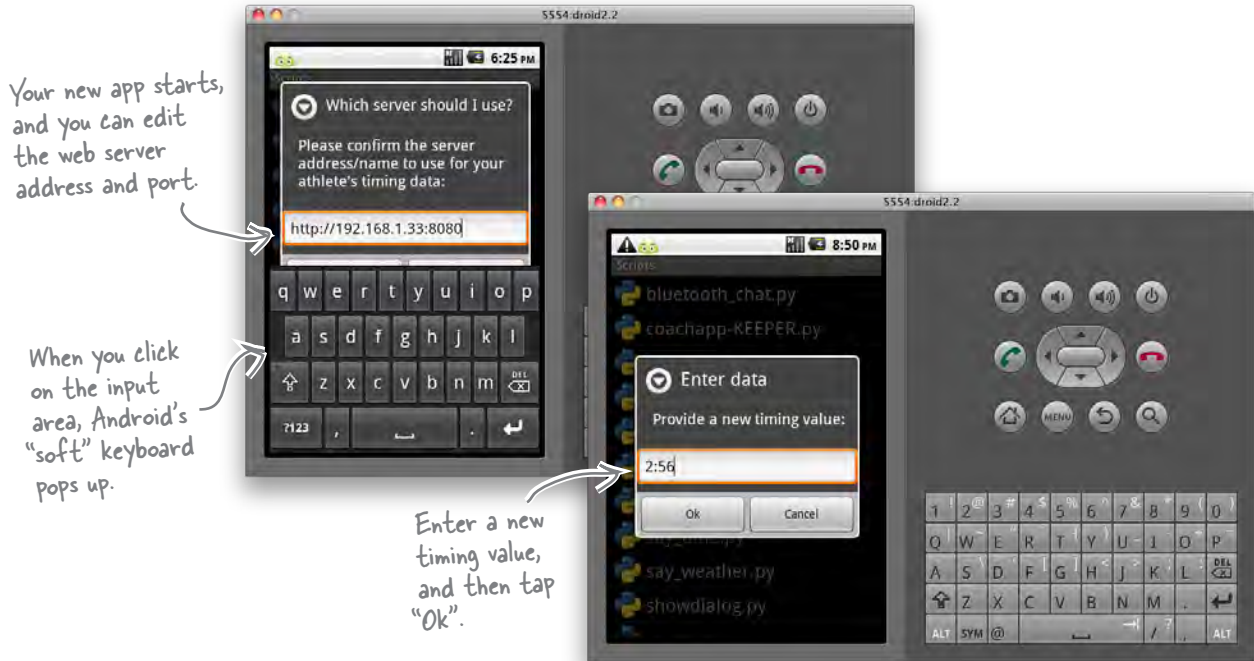 5554:droid2.2
6:25 PM
Scripts
Your new app starts,
and you can edit
the web server
address and port.
Which server should I use?
Please confirm the server
address/name to use for your
athlete's timing data:
http://192.168.1.33:8080
q w e r t y u i o p
a s d f g h j k l
z x c v b n m DEL
?123 , .
When you click
on the input
area, Android's
"soft" keyboard
pops up.
5554:droid2.2
8:50 PM
Scripts
bluetooth_chat.py
coachapp-KEEPER.py
Enter data
Provide a new timing value:
2:56
Ok Cancel
say_time.py
say_weather.py
showdialog.py
Enter a new
timing value,
and then tap
"Ok".
MENU
1 ! 2 @ 3 # 4 $ 5 % 6 ^ 7 & 8 * 9 ( 0 )
Q W E R T Y U I O P
A S D F G H J K L DEL
Z X C V B N M .
ALT SYM @ / ? , ALT